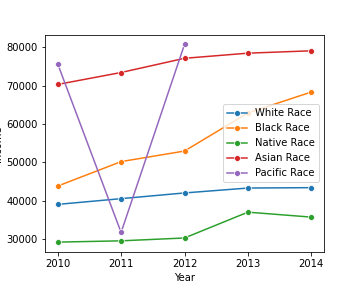 80000
70000
60000
50000
40000
30000
White Race
Black Race
Native Race
Asian Race
Pacific Race
2010 2011 2012 2013 2014
Year